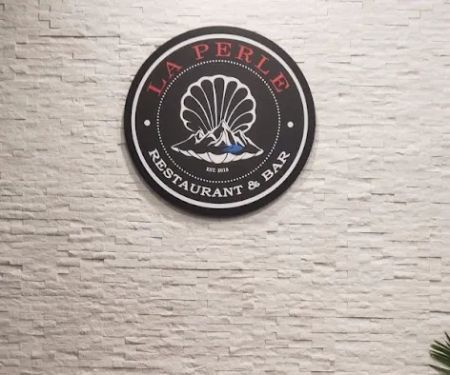 LA PERLE
EST. 2018
RESTAURANT & BAR